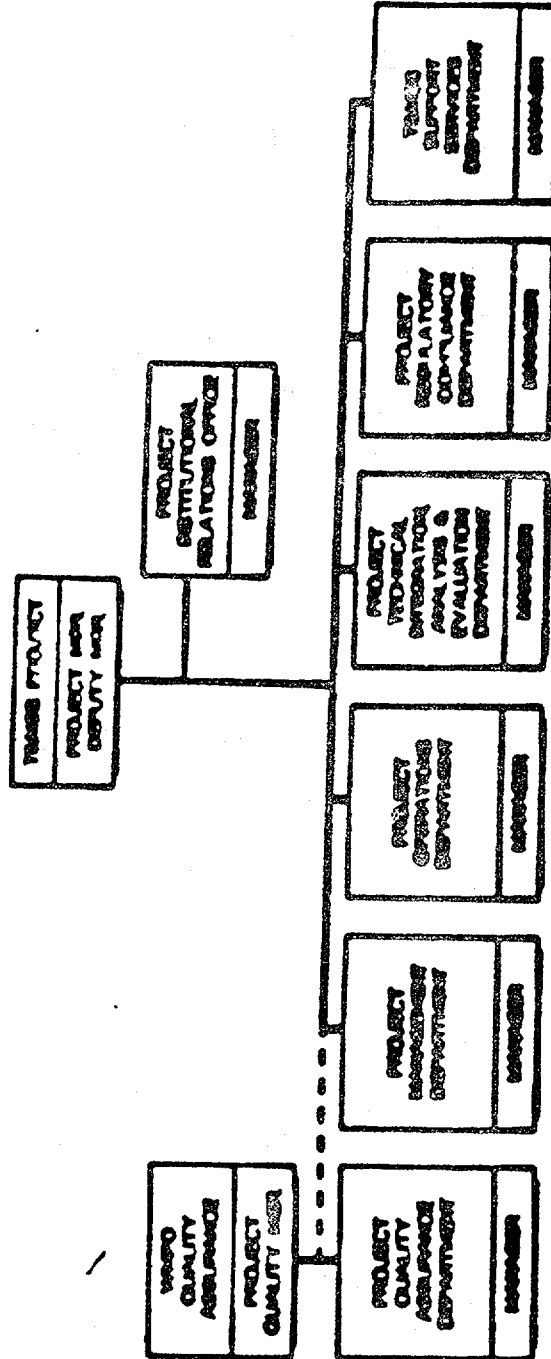 PROJECT
PROJECT MGR
DEPUTY MGR
PROJECT
INSTITUTIONAL
RELATIONS OFFICE
MANAGER
QUALITY
ASSURANCE
PROJECT
QUALITY MGR
PROJECT
QUALITY
ASSURANCE
DEPARTMENT
MANAGER
PROJECT
MANAGEMENT
DEPARTMENT
MANAGER
PROJECT
OPERATIONS
DEPARTMENT
MANAGER
PROJECT
TECHNICAL
INTEGRATION
ANALYSIS &
EVALUATION
DEPARTMENT
MANAGER
PROJECT
REGULATORY
COMPLIANCE
DEPARTMENT
MANAGER
SUPPORT
SERVICES
DEPARTMENT
MANAGER